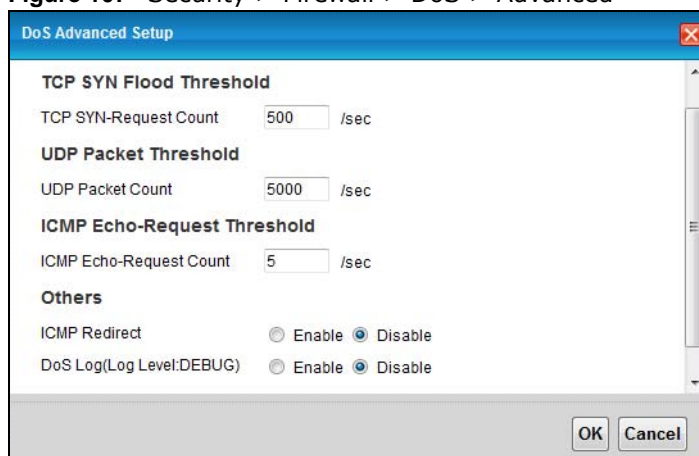 DoS Advanced Setup
TCP SYN Flood Threshold
TCP SYN-Request Count 500 /sec
UDP Packet Threshold
UDP Packet Count 5000 /sec
ICMP Echo-Request Threshold
ICMP Echo-Request Count 5 /sec
Others
ICMP Redirect Enable Disable
DoS Log(Log Level:DEBUG) Enable Disable
OK Cancel